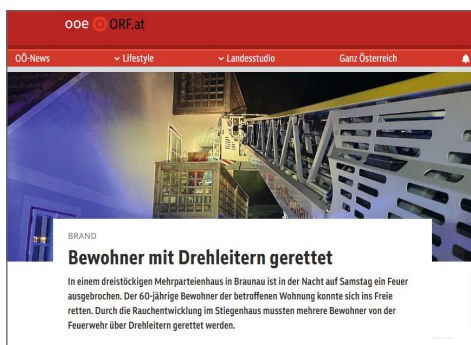 ooe ORF.at
OÖ-News Lifestyle Landesstudio Ganz Österreich
BRAND
Bewohner mit Drehleitern gerettet
In einem dreistöckigen Mehrparteienhaus in Braunau ist in der Nacht auf Samstag ein Feuer
ausgebrochen. Der 60-jährige Bewohner der betroffenen Wohnung konnte sich ins Freie
retten. Durch die Rauchentwicklung im Stiegenhaus mussten mehrere Bewohner von der
Feuerwehr über Drehleitern gerettet werden.